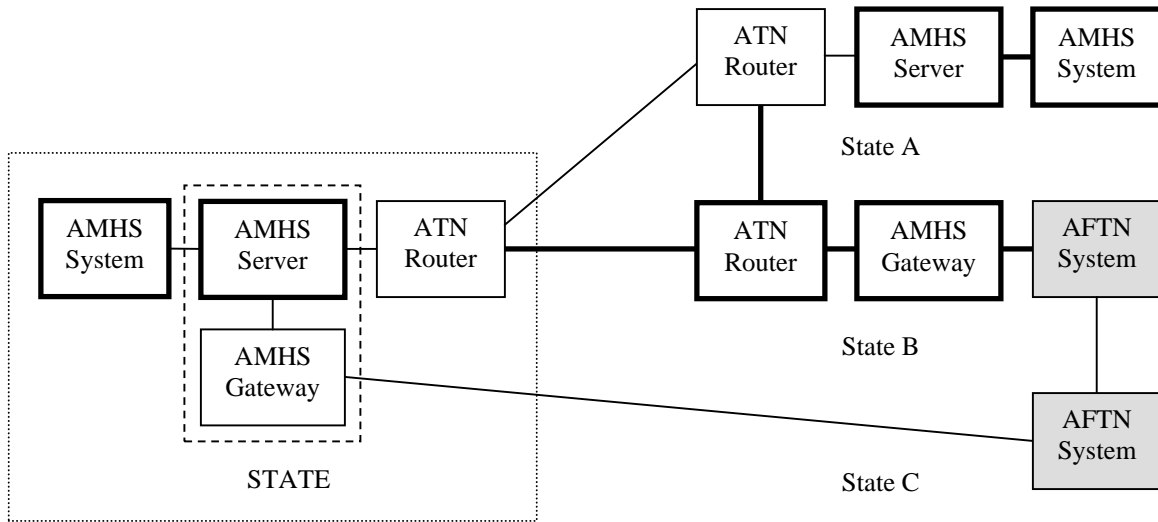 ATN
Router
AMHS
Server
AMHS
System
State A
AMHS
System
AMHS
Server
ATN
Router
ATN
Router
AMHS
Gateway
AFTN
System
AMHS
Gateway
State B
AFTN
System
STATE
State C